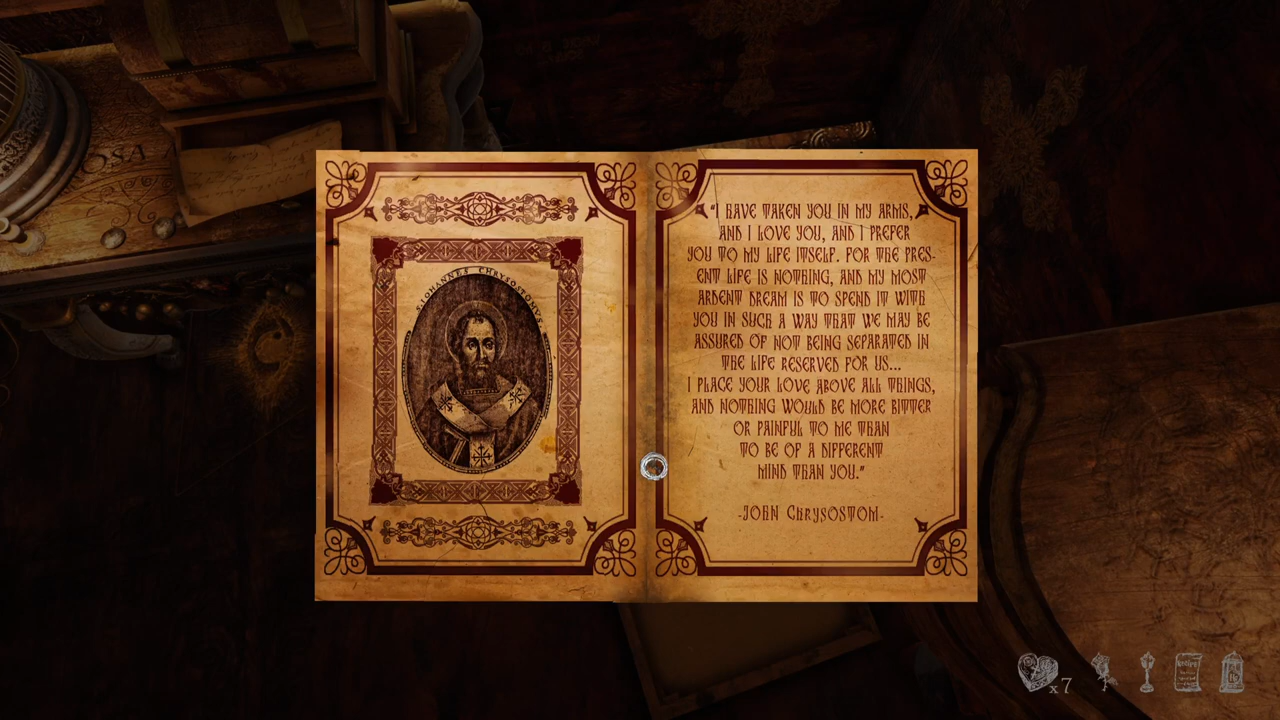 OSA
S. IOHANNES CHRYSOSTOMVS.
"I HAVE TAKEN YOU IN MY ARMS,
AND I LOVE YOU, AND I PREFER
YOU TO MY LIFE ITSELF. FOR THE PRES-
ENT LIFE IS NOTHING, AND MY MOST
ARDENT DREAM IS TO SPEND IT WITH
YOU IN SUCH A WAY THAT WE MAY BE
ASSURED OF NOT BEING SEPARATED IN
THE LIFE RESERVED FOR US...
I PLACE YOUR LOVE ABOVE ALL THINGS,
AND NOTHING WOULD BE MORE BITTER
OR PAINFUL TO ME THAN
TO BE OF A DIFFERENT
MIND THAN YOU."
-JOHN CHRYSOSTOM-
x7